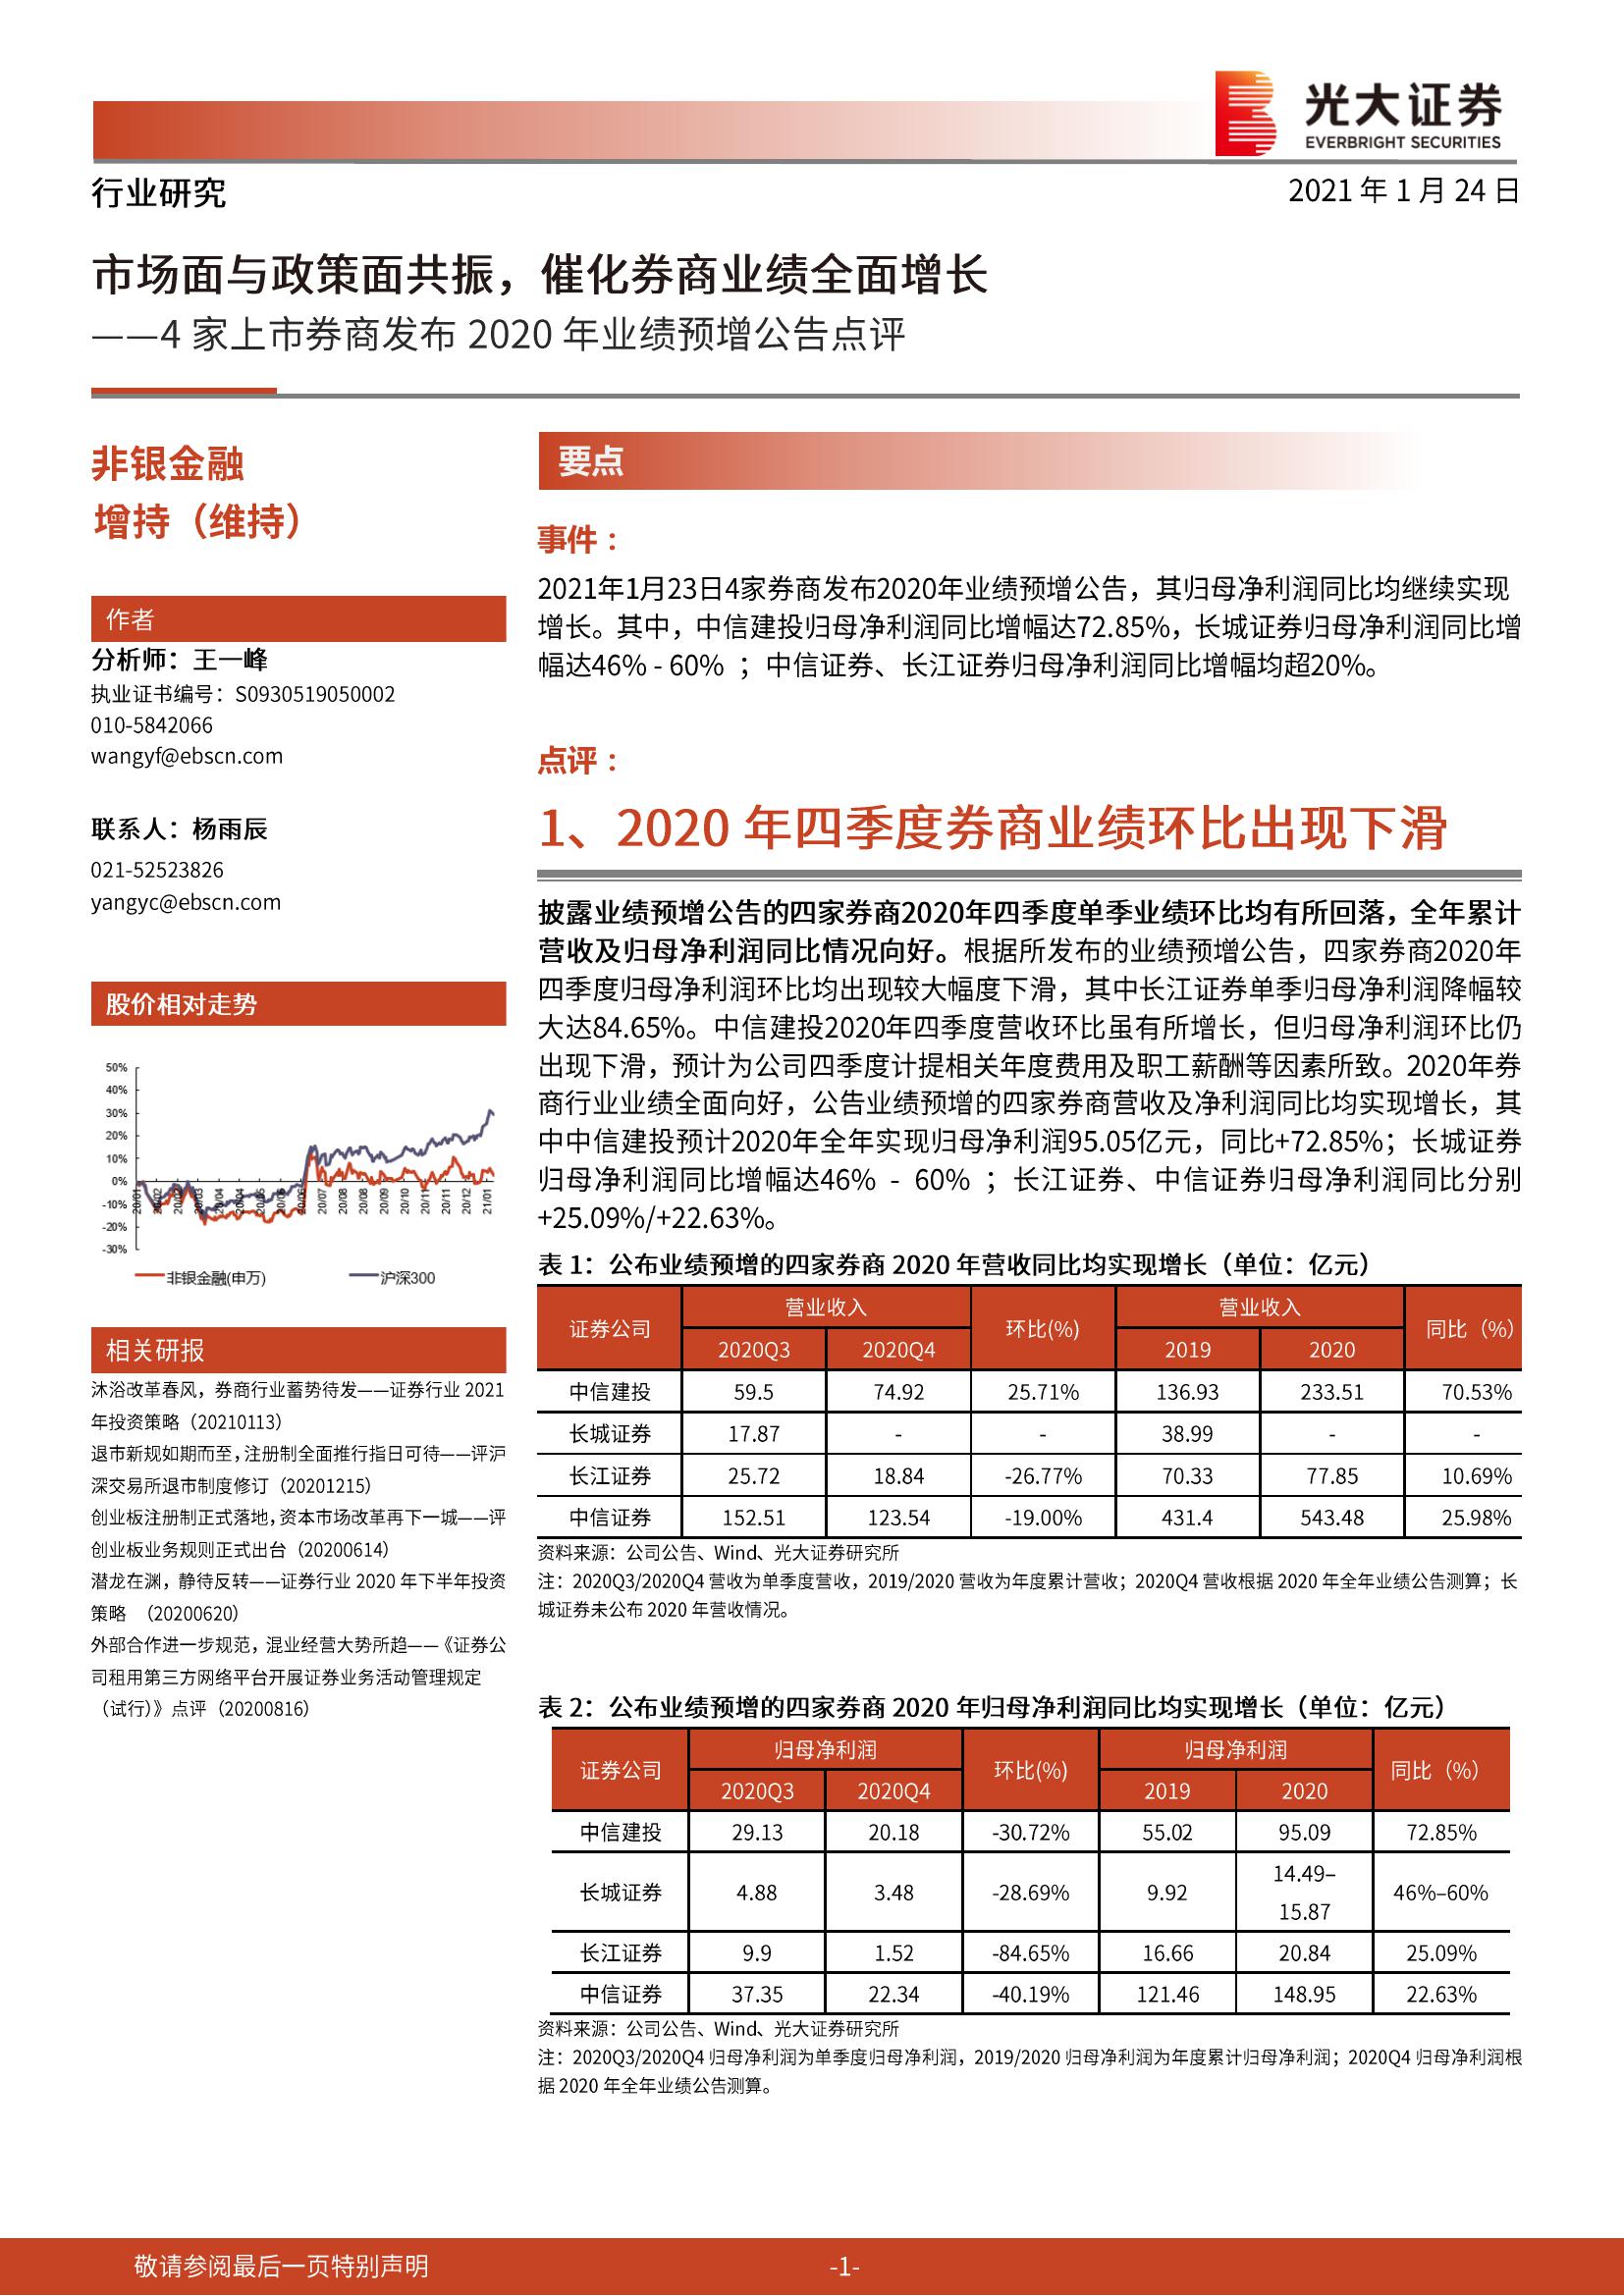 光大证券
EVERBRIGHT SECURITIES
行业研究
2021 年 1 月 24 日
市场面与政策面共振，催化券商业绩全面增长
——4 家上市券商发布 2020 年业绩预增公告点评
非银金融
增持（维持）
作者
分析师：王一峰
执业证书编号：S0930519050002
010-5842066
wangyf@ebscn.com
联系人：杨雨辰
021-52523826
yangyc@ebscn.com
股价相对走势
50%
40%
30%
20%
10%
0%
-10%
-20%
-30%
20/01 20/02 20/03 20/03 20/04 20/04 20/05 20/05 20/06 20/07 20/08 20/08 20/09 20/10 20/11 20/11 20/12 21/01
非银金融(申万) 沪深300
相关研报
沐浴改革春风，券商行业蓄势待发——证券行业 2021
年投资策略（20210113）
退市新规如期而至，注册制全面推行指日可待——评沪
深交易所退市制度修订（20201215）
创业板注册制正式落地，资本市场改革再下一城——评
创业板业务规则正式出台（20200614）
潜龙在渊，静待反转——证券行业 2020 年下半年投资
策略 （20200620）
外部合作进一步规范，混业经营大势所趋——《证券公
司租用第三方网络平台开展证券业务活动管理规定
（试行）》点评（20200816）
要点
事件：
2021年1月23日4家券商发布2020年业绩预增公告，其归母净利润同比均继续实现
增长。其中，中信建投归母净利润同比增幅达72.85%，长城证券归母净利润同比增
幅达46% - 60% ；中信证券、长江证券归母净利润同比增幅均超20%。
点评：
1、2020 年四季度券商业绩环比出现下滑
披露业绩预增公告的四家券商2020年四季度单季业绩环比均有所回落，全年累计
营收及归母净利润同比情况向好。根据所发布的业绩预增公告，四家券商2020年
四季度归母净利润环比均出现较大幅度下滑，其中长江证券单季归母净利润降幅较
大达84.65%。中信建投2020年四季度营收环比虽有所增长，但归母净利润环比仍
出现下滑，预计为公司四季度计提相关年度费用及职工薪酬等因素所致。2020年券
商行业业绩全面向好，公告业绩预增的四家券商营收及净利润同比均实现增长，其
中中信建投预计2020年全年实现归母净利润95.05亿元，同比+72.85%；长城证券
归母净利润同比增幅达46% - 60% ；长江证券、中信证券归母净利润同比分别
+25.09%/+22.63%。
表 1：公布业绩预增的四家券商 2020 年营收同比均实现增长（单位：亿元）
证券公司 营业收入 环比(%) 营业收入 同比（%）
2020Q3 2020Q4 2019 2020
中信建投 59.5 74.92 25.71% 136.93 233.51 70.53%
长城证券 17.87 - - 38.99 - -
长江证券 25.72 18.84 -26.77% 70.33 77.85 10.69%
中信证券 152.51 123.54 -19.00% 431.4 543.48 25.98%
资料来源：公司公告、Wind、光大证券研究所
注：2020Q3/2020Q4 营收为单季度营收，2019/2020 营收为年度累计营收；2020Q4 营收根据 2020 年全年业绩公告测算；长
城证券未公布 2020 年营收情况。
表 2：公布业绩预增的四家券商 2020 年归母净利润同比均实现增长（单位：亿元）
证券公司 归母净利润 环比(%) 归母净利润 同比（%）
2020Q3 2020Q4 2019 2020
中信建投 29.13 20.18 -30.72% 55.02 95.09 72.85%
长城证券 4.88 3.48 -28.69% 9.92 14.49–
15.87 46%–60%
长江证券 9.9 1.52 -84.65% 16.66 20.84 25.09%
中信证券 37.35 22.34 -40.19% 121.46 148.95 22.63%
资料来源：公司公告、Wind、光大证券研究所
注：2020Q3/2020Q4 归母净利润为单季度归母净利润，2019/2020 归母净利润为年度累计归母净利润；2020Q4 归母净利润根
据 2020 年全年业绩公告测算。
敬请参阅最后一页特别声明
-1-